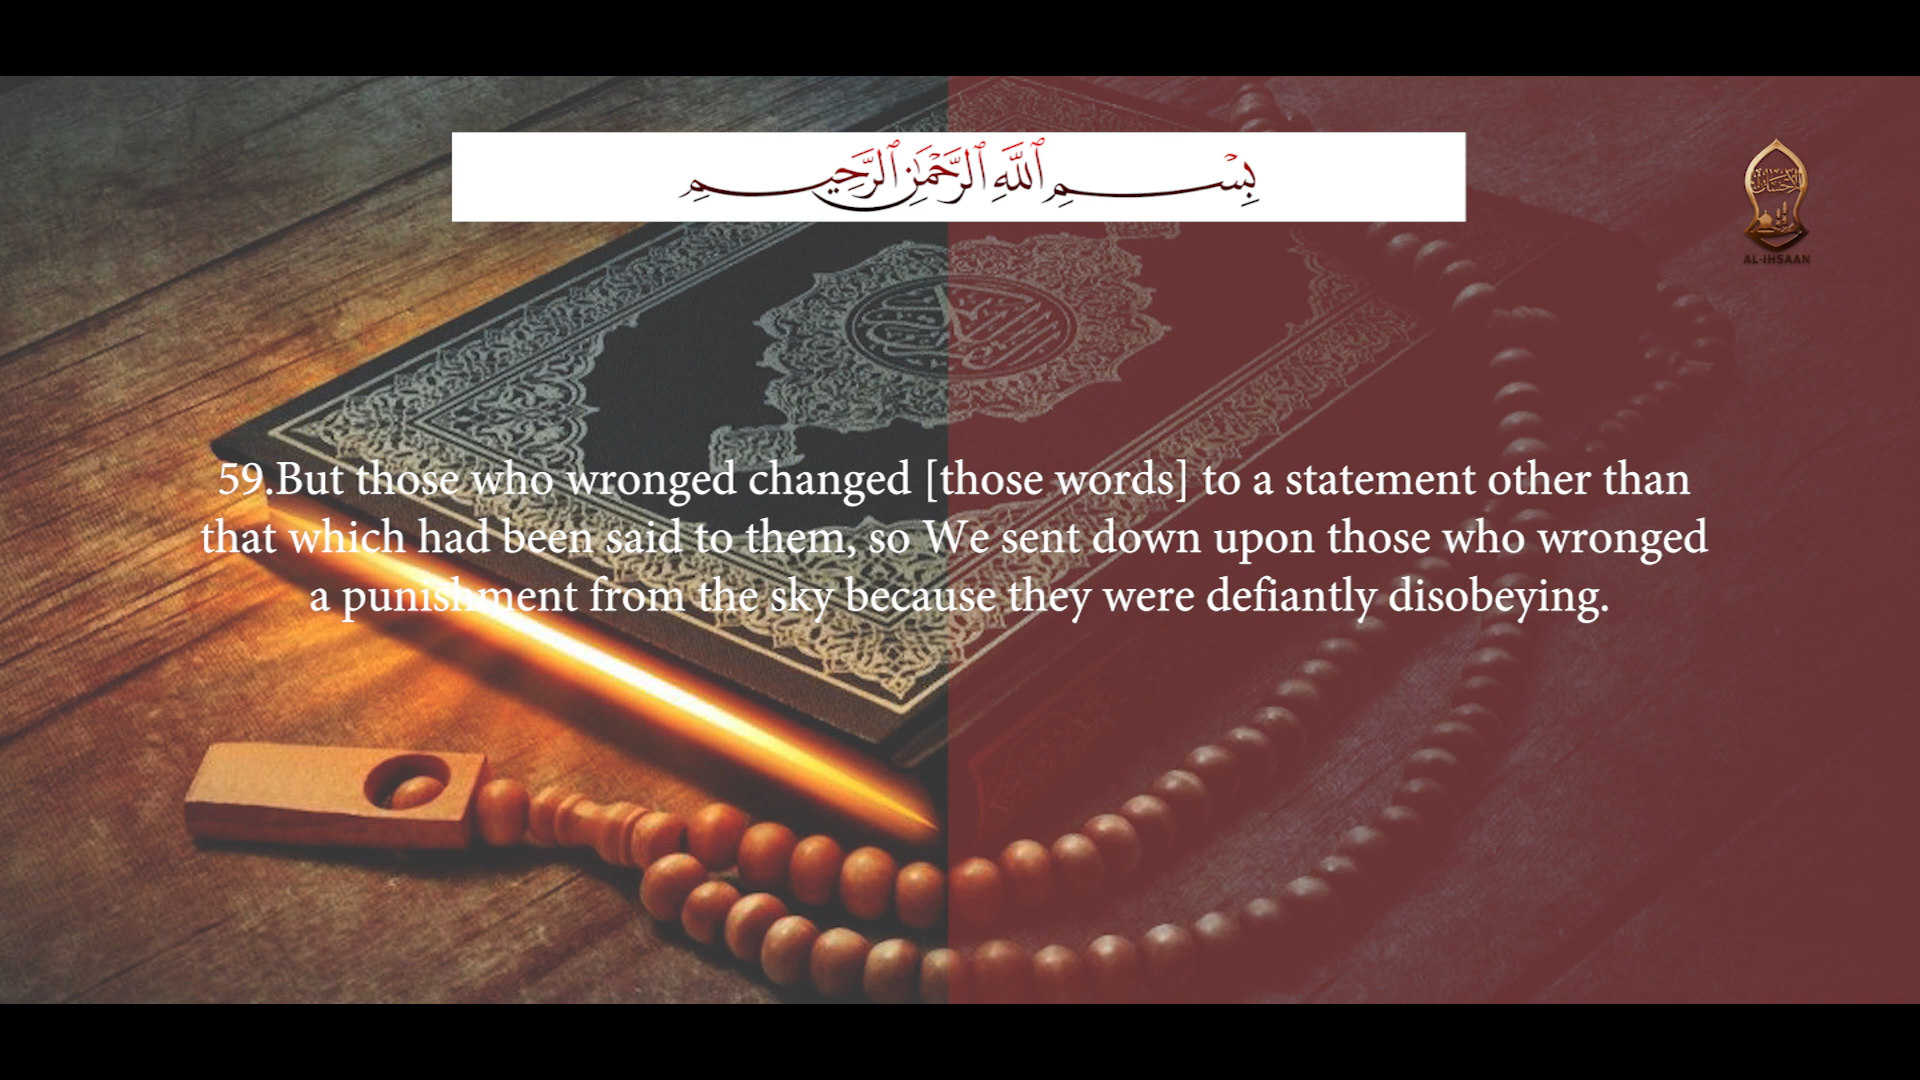 بِسْمِ ٱللَّهِ ٱلرَّحْمَٰنِ ٱلرَّحِيمِ
AL-IHSAAN
59.But those who wronged changed [those words] to a statement other than
that which had been said to them, so We sent down upon those who wronged
a punishment from the sky because they were defiantly disobeying.